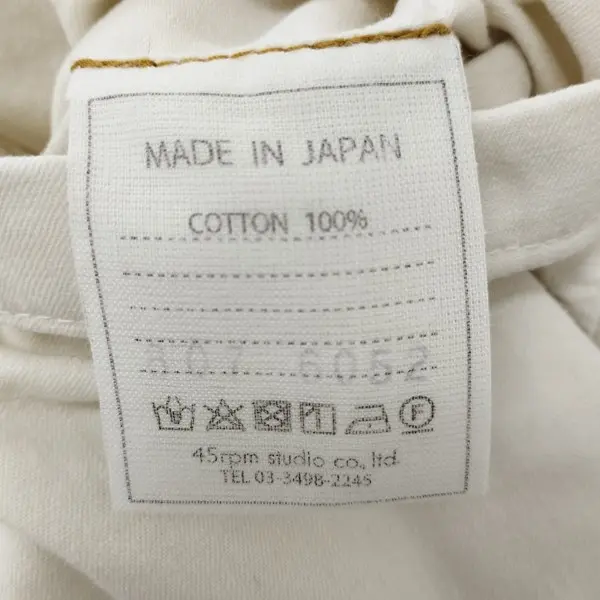 MADE IN JAPAN
COTTON 100%
6052
45rpm studio co., ltd.
TEL 03-3498-2245